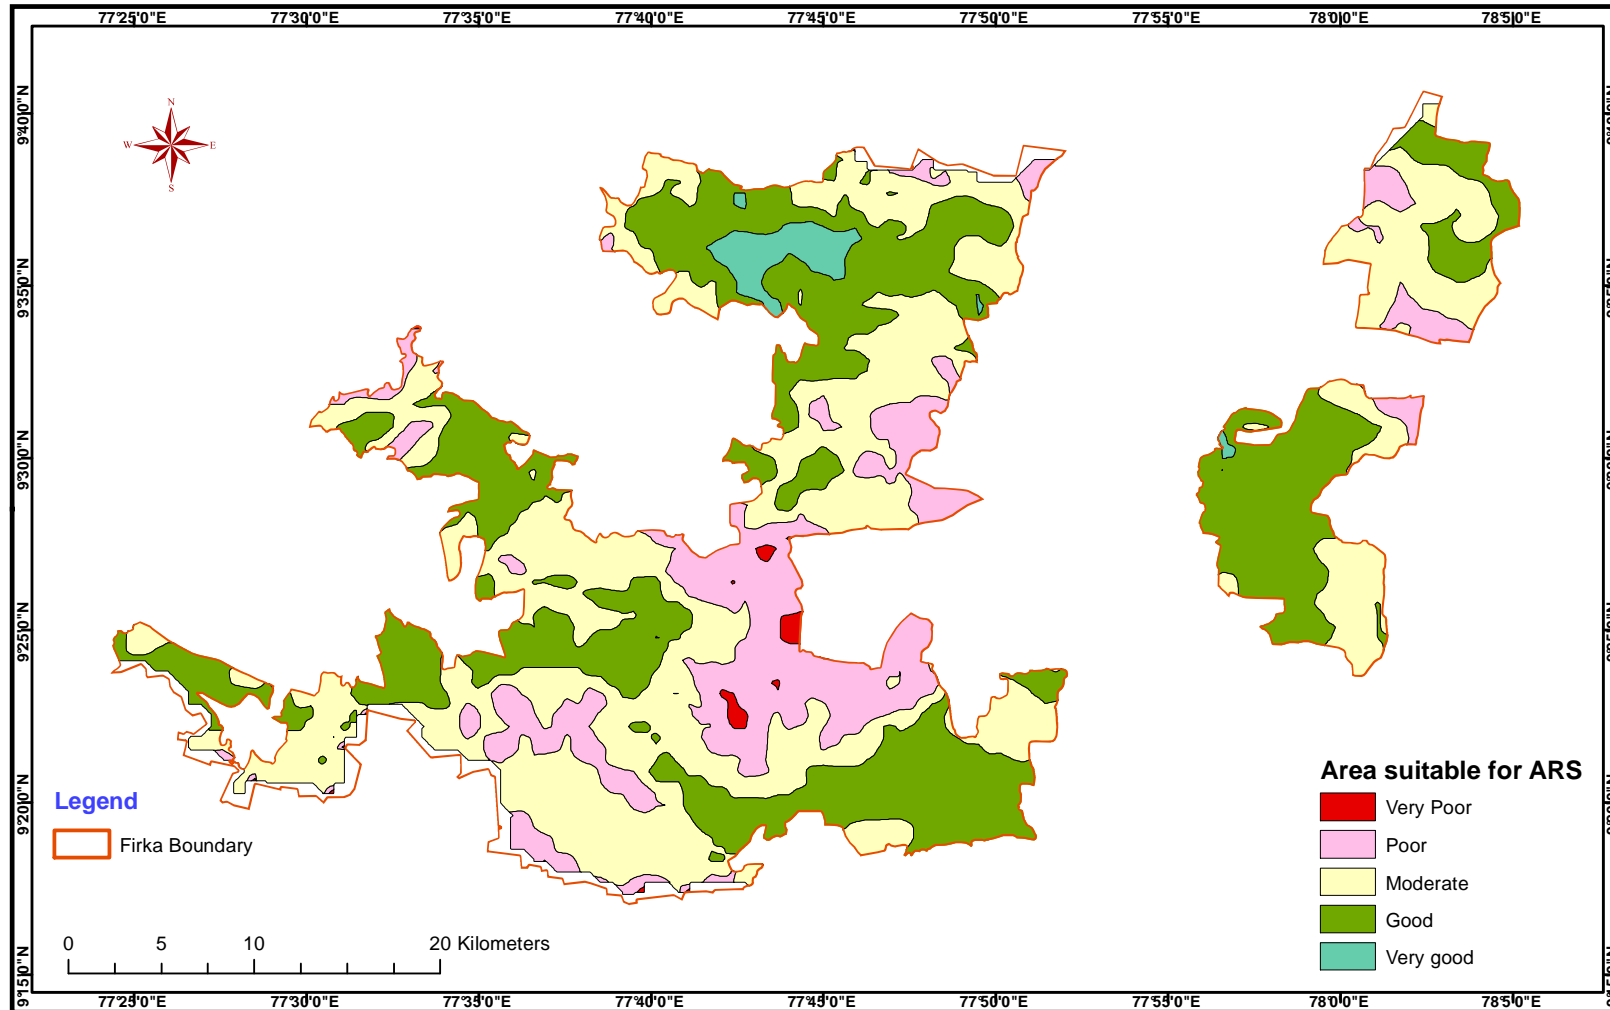 77°25'0"E 77°30'0"E 77°35'0"E 77°40'0"E 77°45'0"E 77°50'0"E 77°55'0"E 78°0'0"E 78°5'0"E
9°40'0"N
9°35'0"N
9°30'0"N
9°25'0"N
9°20'0"N
9°15'0"N
N
W E
S
Legend
Firka Boundary
0 5 10 20 Kilometers
Area suitable for ARS
Very Poor
Poor
Moderate
Good
Very good
77°25'0"E 77°30'0"E 77°35'0"E 77°40'0"E 77°45'0"E 77°50'0"E 77°55'0"E 78°0'0"E 78°5'0"E